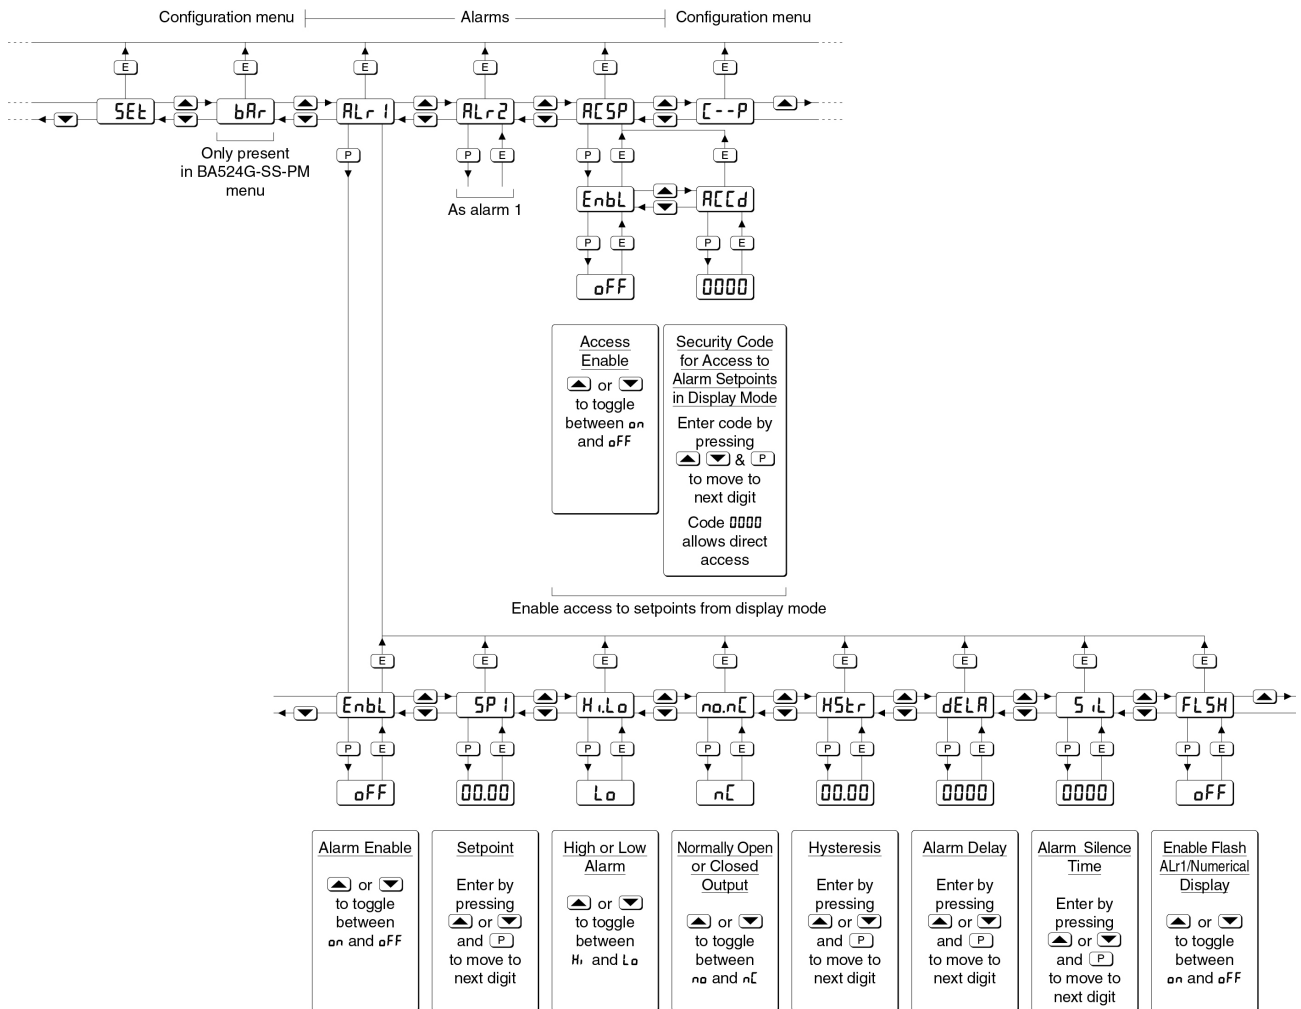 Configuration menu
Alarms
Configuration menu
E E E E E E
SEt bAr ALr1 ALr2 ACSP C--P
Only present
in BA524G-SS-PM
menu
P P E P E E
As alarm 1
EnbL ACCd
P E P E
oFF 0000
Access
Enable
or
to toggle
between on
and oFF
Security Code
for Access to
Alarm Setpoints
in Display Mode
Enter code by
pressing
& P
to move to
next digit
Code 0000
allows direct
access
Enable access to setpoints from display mode
E E E E E E E E
EnbL SP1 Hi.Lo no.nC HStr dELA SiL FLSH
P E P E P E P E P E P E P E P E
oFF 00.00 Lo nC 00.00 0000 0000 oFF
Alarm Enable
or
to toggle
between
on and oFF
Setpoint
Enter by
pressing
or
and P
to move to
next digit
High or Low
Alarm
or
to toggle
between
Hi and Lo
Normally Open
or Closed
Output
or
to toggle
between
no and nC
Hysteresis
Enter by
pressing
or
and P
to move to
next digit
Alarm Delay
Enter by
pressing
or
and P
to move to
next digit
Alarm Silence
Time
Enter by
pressing
or
and P
to move to
next digit
Enable Flash
ALr1/Numerical
Display
or
to toggle
between
on and oFF